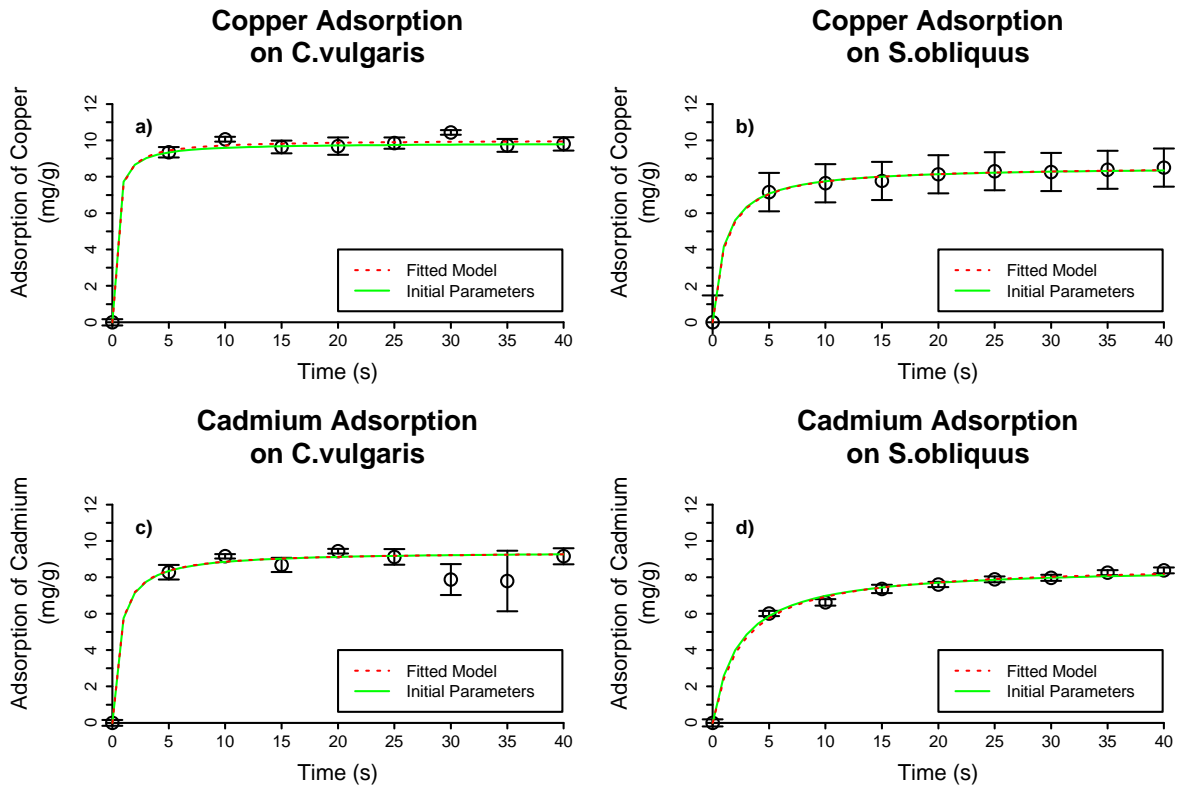 Copper Adsorption
on C.vulgaris
a)
Adsorption of Copper
(mg/g)
0 2 4 6 8 10 12
Fitted Model
Initial Parameters
0 5 10 15 20 25 30 35 40
Time (s)
Copper Adsorption
on S.obliquus
b)
Adsorption of Copper
(mg/g)
0 2 4 6 8 10 12
Fitted Model
Initial Parameters
0 5 10 15 20 25 30 35 40
Time (s)
Cadmium Adsorption
on C.vulgaris
c)
Adsorption of Cadmium
(mg/g)
0 2 4 6 8 10 12
Fitted Model
Initial Parameters
0 5 10 15 20 25 30 35 40
Time (s)
Cadmium Adsorption
on S.obliquus
d)
Adsorption of Cadmium
(mg/g)
0 2 4 6 8 10 12
Fitted Model
Initial Parameters
0 5 10 15 20 25 30 35 40
Time (s)